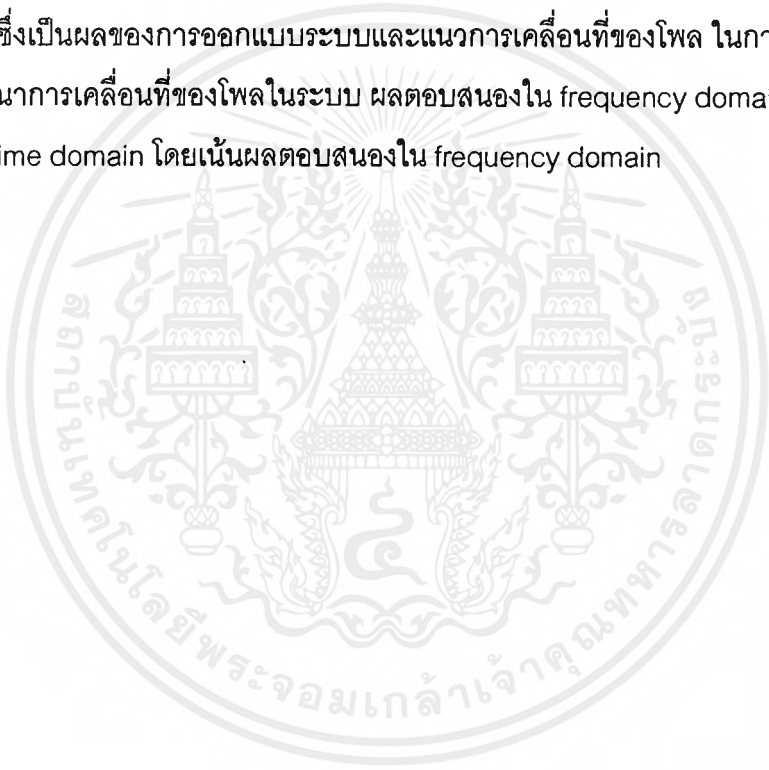 ซึ่งเป็นผลของการออกแบบระบบและแนวการเคลื่อนที่ของโพล ในกา
นาการเคลื่อนที่ของโพลในระบบ ผลตอบสนองใน frequency domai
ime domain โดยเน้นผลตอบสนองใน frequency domain
สถาบันเทคโนโลยีพระจอมเกล้าเจ้าคุณทหารลาดกระบัง